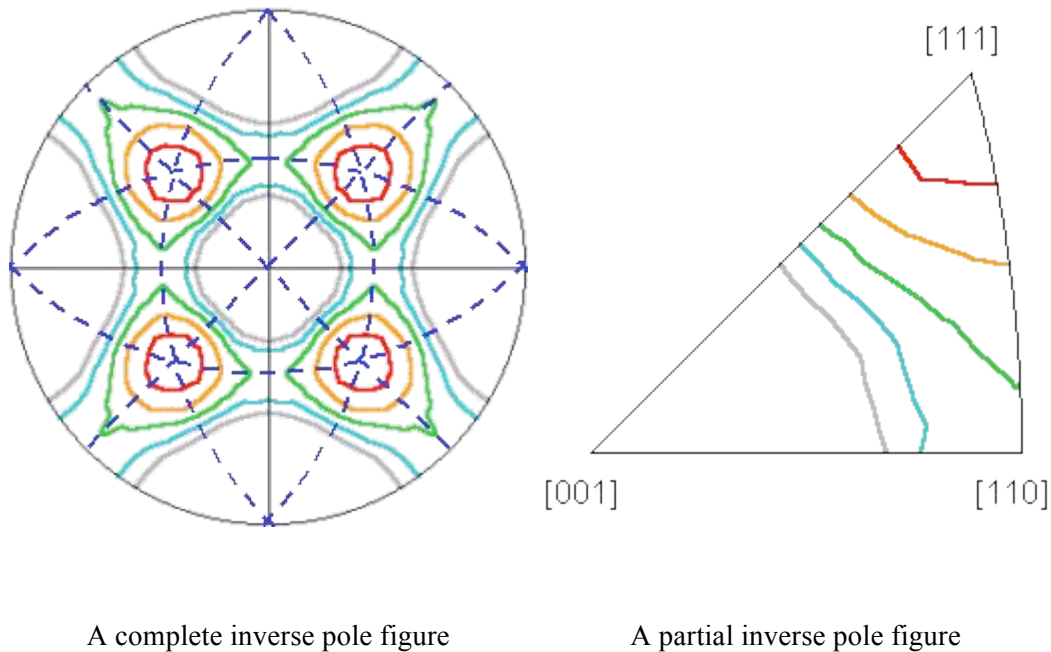 [111]
[001]
[110]
A complete inverse pole figure
A partial inverse pole figure